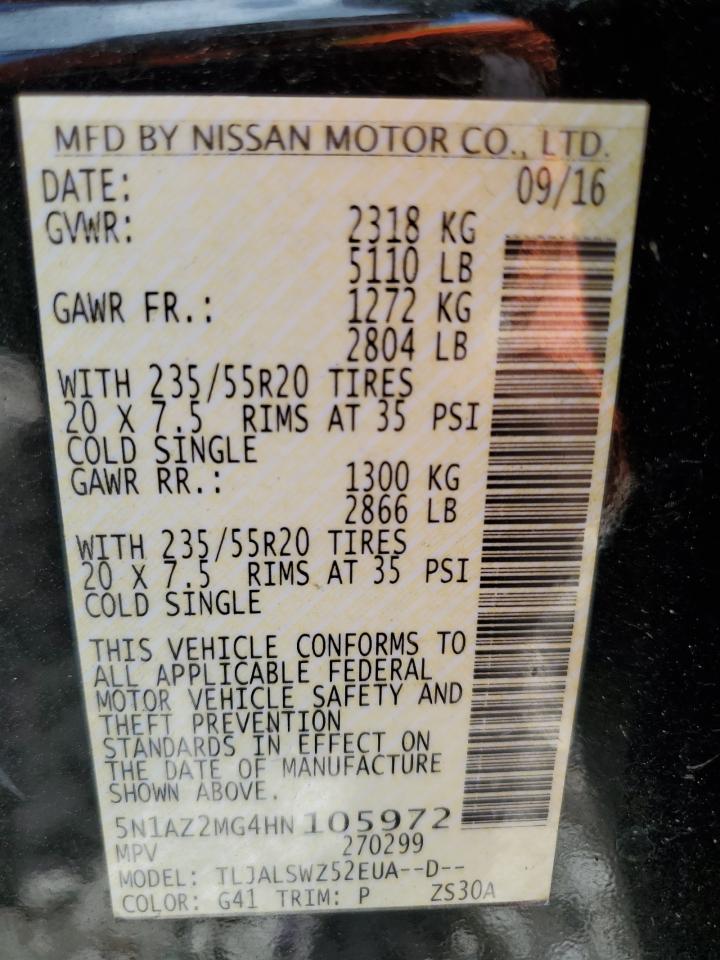 MFD BY NISSAN MOTOR CO., LTD.
DATE: 09/16
GVWR: 2318 KG
5110 LB
GAWR FR.: 1272 KG
2804 LB
WITH 235/55R20 TIRES
20 X 7.5 RIMS AT 35 PSI
COLD SINGLE
GAWR RR.: 1300 KG
2866 LB
WITH 235/55R20 TIRES
20 X 7.5 RIMS AT 35 PSI
COLD SINGLE
THIS VEHICLE CONFORMS TO
ALL APPLICABLE FEDERAL
MOTOR VEHICLE SAFETY AND
THEFT PREVENTION
STANDARDS IN EFFECT ON
THE DATE OF MANUFACTURE
SHOWN ABOVE.
5N1AZ2MG4HN 105972
MPV 270299
MODEL: TLJALSWZ52EUA--D--
COLOR: G41 TRIM: P ZS30A